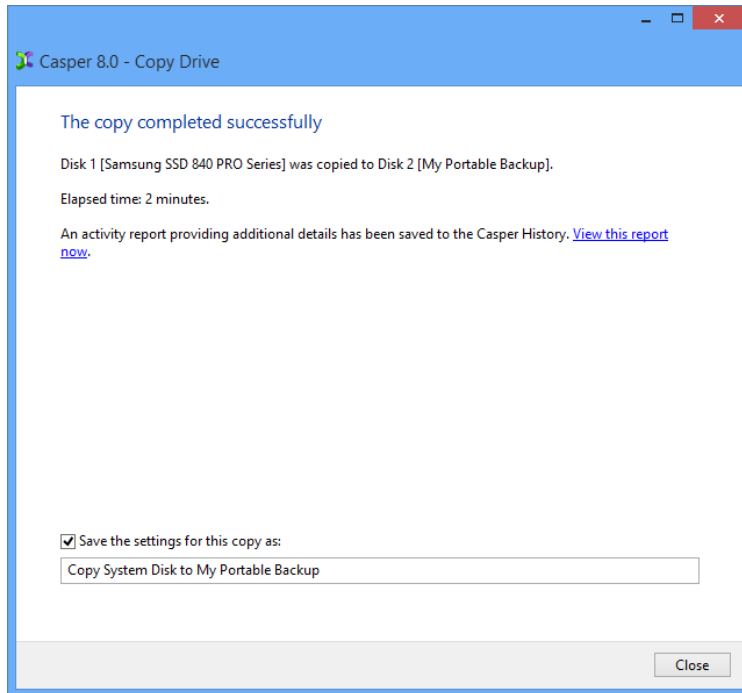 Casper 8.0 - Copy Drive
The copy completed successfully
Disk 1 [Samsung SSD 840 PRO Series] was copied to Disk 2 [My Portable Backup].
Elapsed time: 2 minutes.
An activity report providing additional details has been saved to the Casper History. View this report
now.
Save the settings for this copy as:
Copy System Disk to My Portable Backup
Close